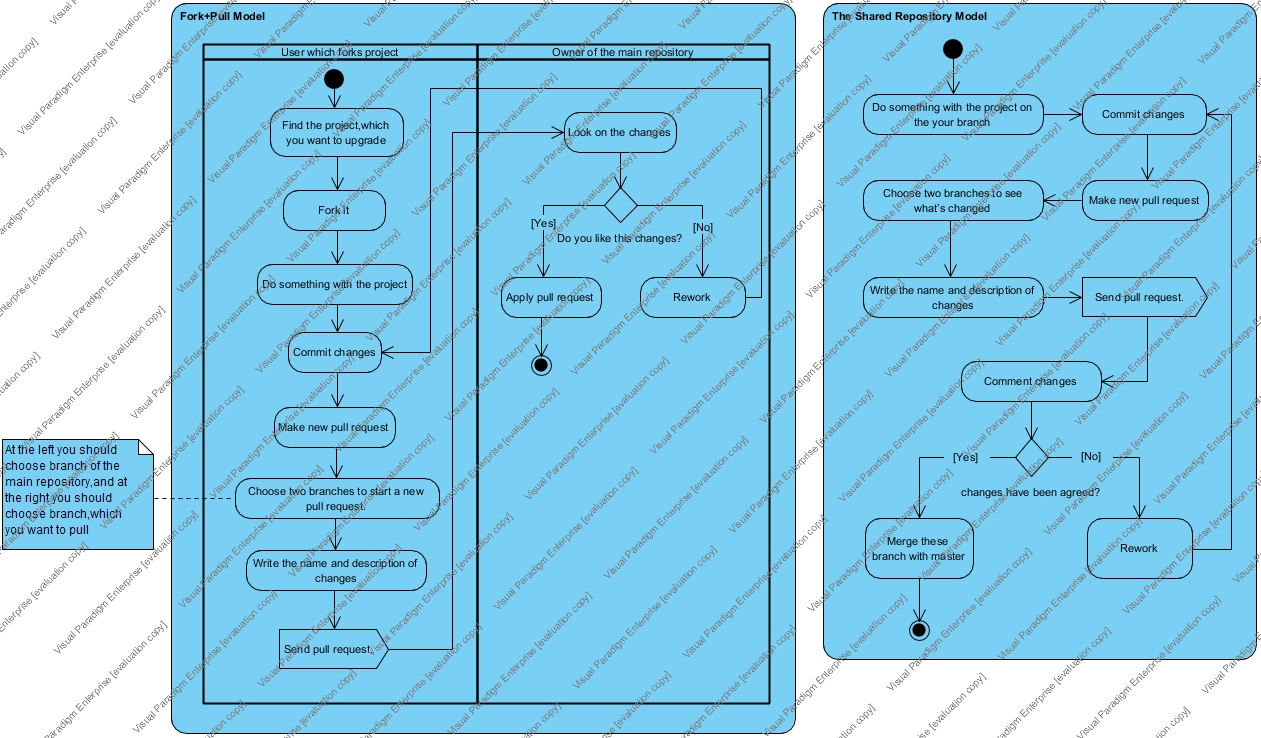 Fork+Pull Model
User which forks project
Owner of the main repository
Find the project,which
you want to upgrade
Fork it
Do something with the project
Commit changes
Make new pull request
Choose two branches to start a new
pull request.
Write the name and description of
changes
Send pull request.
Look on the changes
[Yes]
[No]
Do you like this changes?
Apply pull request
Rework
At the left you should
choose branch of the
main repository,and at
the right you should
choose branch,which
you want to pull
The Shared Repository Model
Do something with the project on
the your branch
Commit changes
Choose two branches to see
what's changed
Make new pull request
Write the name and description of
changes
Send pull request.
Comment changes
[Yes]
[No]
changes have been agreed?
Merge these
branch with master
Rework
Visual Paradigm Enterprise [evaluation copy]